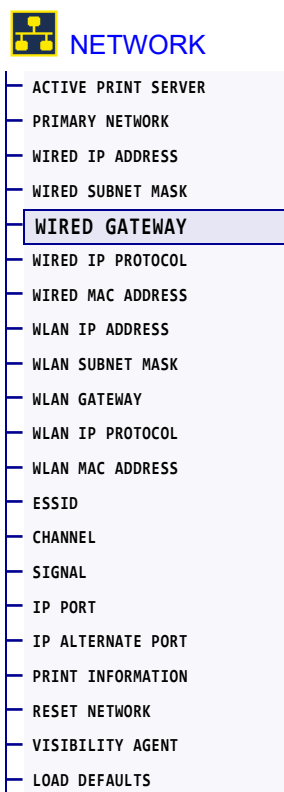 NETWORK
ACTIVE PRINT SERVER
PRIMARY NETWORK
WIRED IP ADDRESS
WIRED SUBNET MASK
WIRED GATEWAY
WIRED IP PROTOCOL
WIRED MAC ADDRESS
WLAN IP ADDRESS
WLAN SUBNET MASK
WLAN GATEWAY
WLAN IP PROTOCOL
WLAN MAC ADDRESS
ESSID
CHANNEL
SIGNAL
IP PORT
IP ALTERNATE PORT
PRINT INFORMATION
RESET NETWORK
VISIBILITY AGENT
LOAD DEFAULTS